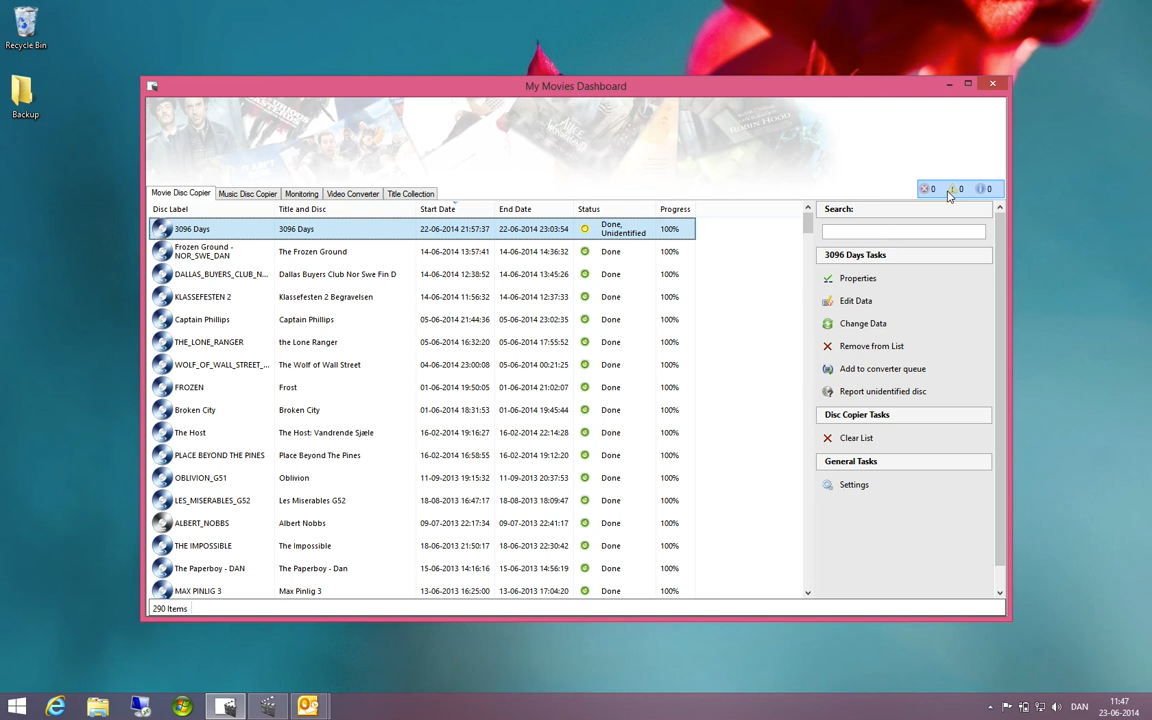 Recycle Bin
Backup
My Movies Dashboard
ROBIN HOOD
0 0 0
Movie Disc Copier Music Disc Copier Monitoring Video Converter Title Collection
Disc Label Title and Disc Start Date End Date Status Progress
3096 Days 3096 Days 22-06-2014 21:57:37 22-06-2014 23:03:54 Done, Unidentified 100%
Frozen Ground - NOR_SWE_DAN The Frozen Ground 14-06-2014 13:57:41 14-06-2014 14:36:32 Done 100%
DALLAS_BUYERS_CLUB_N... Dallas Buyers Club Nor Swe Fin D 14-06-2014 12:38:52 14-06-2014 13:45:26 Done 100%
KLASSEFESTEN 2 Klassefesten 2 Begravelsen 14-06-2014 11:56:32 14-06-2014 12:37:33 Done 100%
Captain Phillips Captain Phillips 05-06-2014 21:44:36 05-06-2014 23:02:35 Done 100%
THE_LONE_RANGER the Lone Ranger 05-06-2014 16:32:20 05-06-2014 17:55:52 Done 100%
WOLF_OF_WALL_STREET_... The Wolf of Wall Street 04-06-2014 23:00:08 05-06-2014 00:21:25 Done 100%
FROZEN Frost 01-06-2014 19:50:05 01-06-2014 21:02:07 Done 100%
Broken City Broken City 01-06-2014 18:31:53 01-06-2014 19:45:44 Done 100%
The Host The Host: Vandrende Sjæle 16-02-2014 19:16:27 16-02-2014 22:14:28 Done 100%
PLACE BEYOND THE PINES Place Beyond The Pines 16-02-2014 16:58:55 16-02-2014 19:12:20 Done 100%
OBLIVION_G51 Oblivion 11-09-2013 19:15:32 11-09-2013 20:37:53 Done 100%
LES_MISERABLES_G52 Les Miserables G52 18-08-2013 16:47:17 18-08-2013 18:09:47 Done 100%
ALBERT_NOBBS Albert Nobbs 09-07-2013 22:17:34 09-07-2013 22:41:17 Done 100%
THE IMPOSSIBLE The Impossible 18-06-2013 21:50:17 18-06-2013 22:30:42 Done 100%
The Paperboy - DAN The Paperboy - Dan 15-06-2013 14:16:16 15-06-2013 14:56:19 Done 100%
MAX PINLIG 3 Max Pinlig 3 13-06-2013 16:25:00 13-06-2013 17:04:20 Done 100%
290 Items
Search:
3096 Days Tasks
Properties
Edit Data
Change Data
Remove from List
Add to converter queue
Report unidentified disc
Disc Copier Tasks
Clear List
General Tasks
Settings
DAN
11:47
23-06-2014